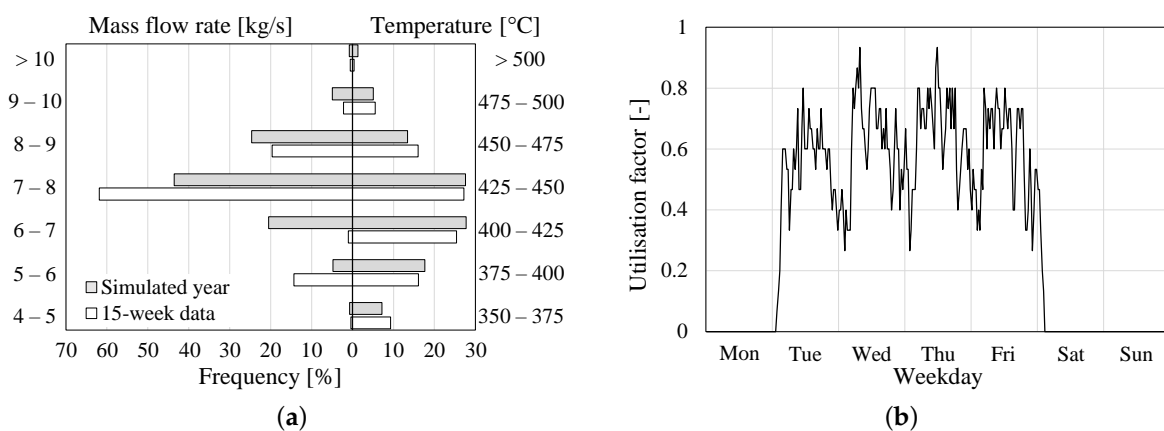 Mass flow rate [kg/s] Temperature [°C]
> 10 > 500
9 – 10 475 – 500
8 – 9 450 – 475
7 – 8 425 – 450
6 – 7 400 – 425
5 – 6 375 – 400
Simulated year
15-week data
4 – 5 350 – 375
70 60 50 40 30 20 10 0 10 20 30
Frequency [%]
(a)
Utilisation factor [-]
1
0.8
0.6
0.4
0.2
0
Mon Tue Wed Thu Fri Sat Sun
Weekday
(b)